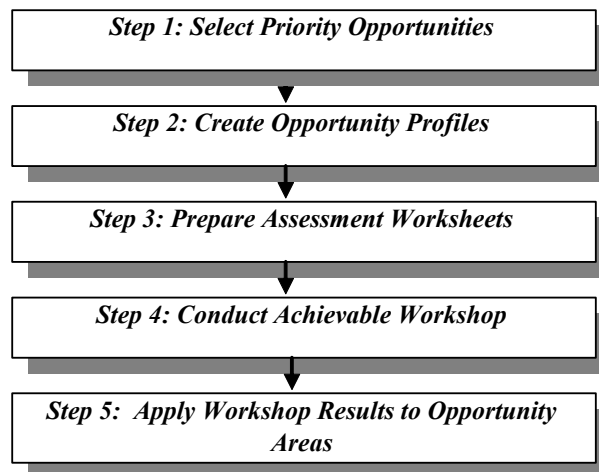 Step 1: Select Priority Opportunities
Step 2: Create Opportunity Profiles
Step 3: Prepare Assessment Worksheets
Step 4: Conduct Achievable Workshop
Step 5: Apply Workshop Results to Opportunity
Areas